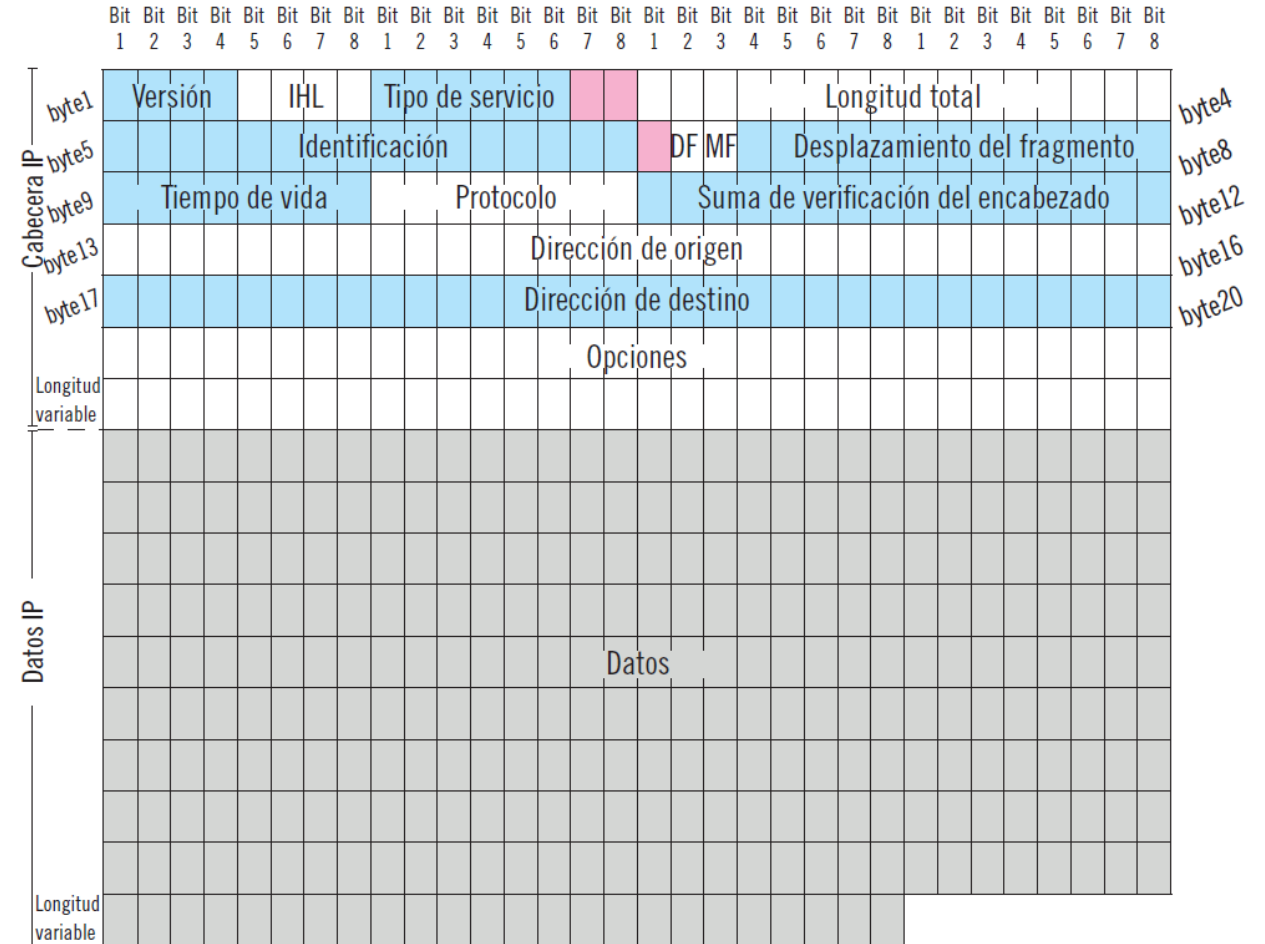 Bit Bit Bit Bit Bit Bit Bit Bit Bit Bit Bit Bit Bit Bit Bit Bit Bit Bit Bit Bit Bit Bit Bit Bit Bit Bit Bit Bit Bit Bit Bit Bit
1 2 3 4 5 6 7 8 1 2 3 4 5 6 7 8 1 2 3 4 5 6 7 8 1 2 3 4 5 6 7 8
Cabecera IP
byte1 Versión IHL Tipo de servicio Longitud total byte4
byte5 Identificación DF MF Desplazamiento del fragmento byte8
byte9 Tiempo de vida Protocolo Suma de verificación del encabezado byte12
byte13 Dirección de origen byte16
byte17 Dirección de destino byte20
Opciones
Longitud
variable
Datos IP
Datos
Longitud
variable